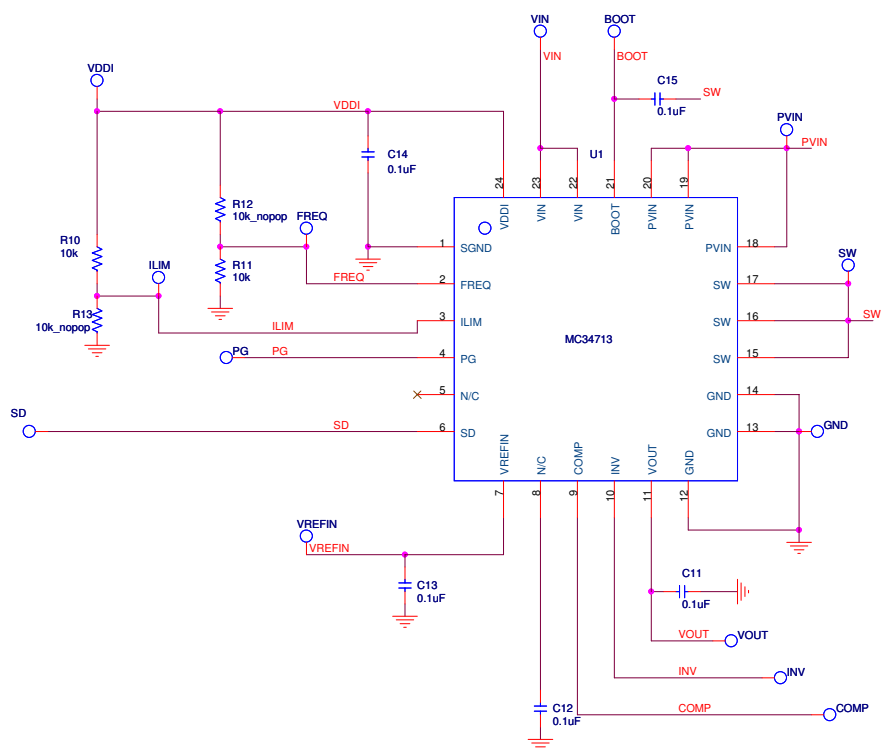 VIN
BOOT
VIN
BOOT
VDDI
C15
SW
0.1uF
VDDI
PVIN
PVIN
U1
C14
0.1uF
24
23
22
21
20
19
VDDI
VIN
VIN
BOOT
PVIN
PVIN
R12
10k_nopop
FREQ
R10
10k
ILIM
R11
10k
FREQ
R13
10k_nopop
ILIM
PG
PG
SD
SD
1
SGND
2
FREQ
3
ILIM
4
PG
5
N/C
6
SD
MC34713
PVIN
18
SW
17
SW
16
SW
15
GND
14
GND
13
SW
SW
GND
VREFIN
N/C
COMP
INV
VOUT
GND
7
8
9
10
11
12
VREFIN
VREFIN
C13
0.1uF
C11
0.1uF
VOUT
VOUT
INV
INV
C12
0.1uF
COMP
COMP